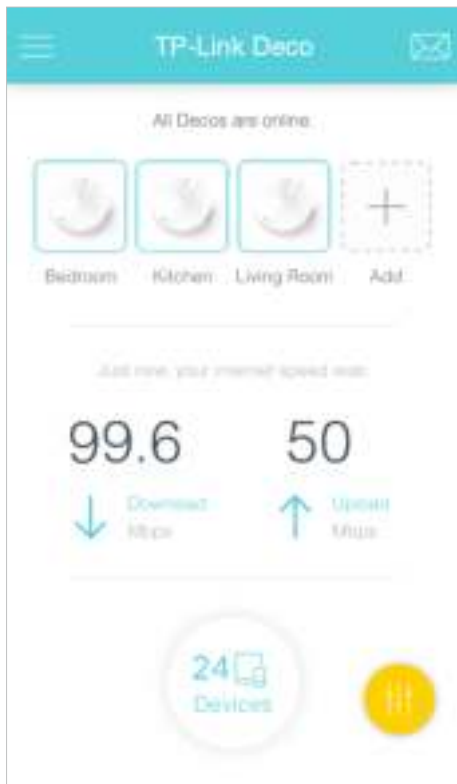 TP-Link Deco
All Decos are online
Bedroom Kitchen Living Room Add
Just now, your internet speed was:
99.6 50
Download Upload
Mbps Mbps
24
Devices